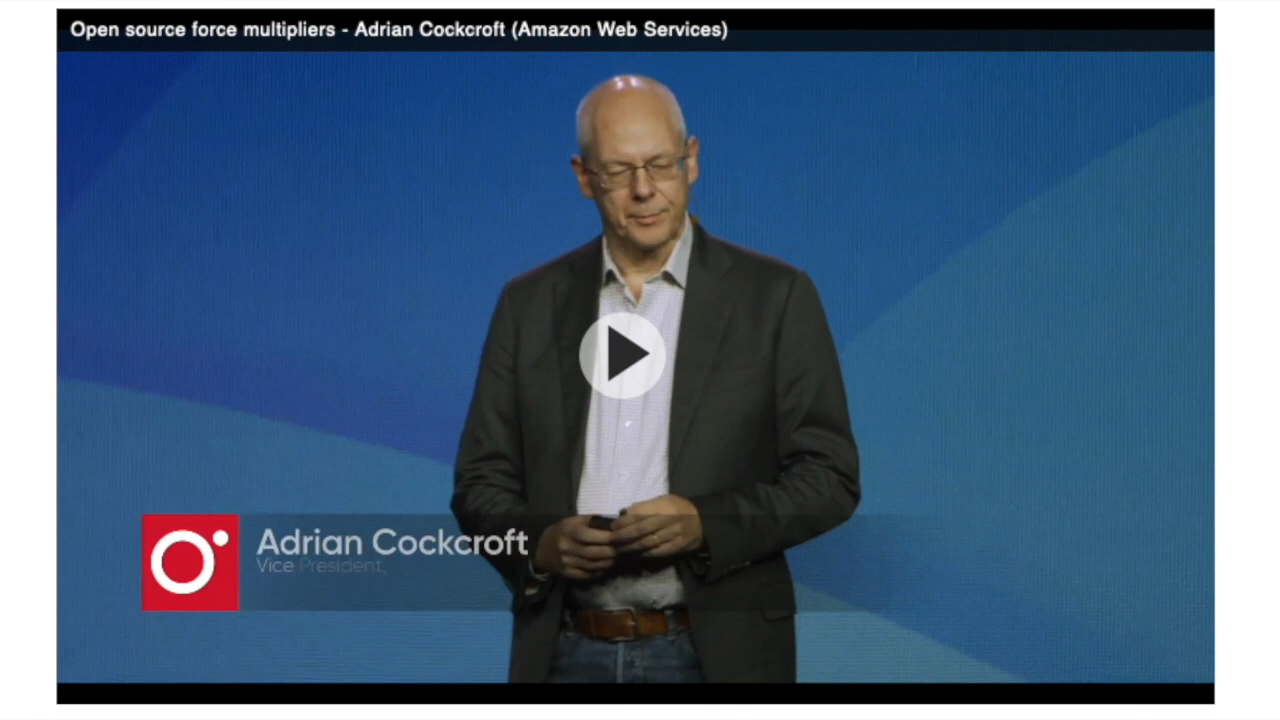 Open source force multipliers - Adrian Cockcroft (Amazon Web Services)
Adrian Cockcroft
Vice President,